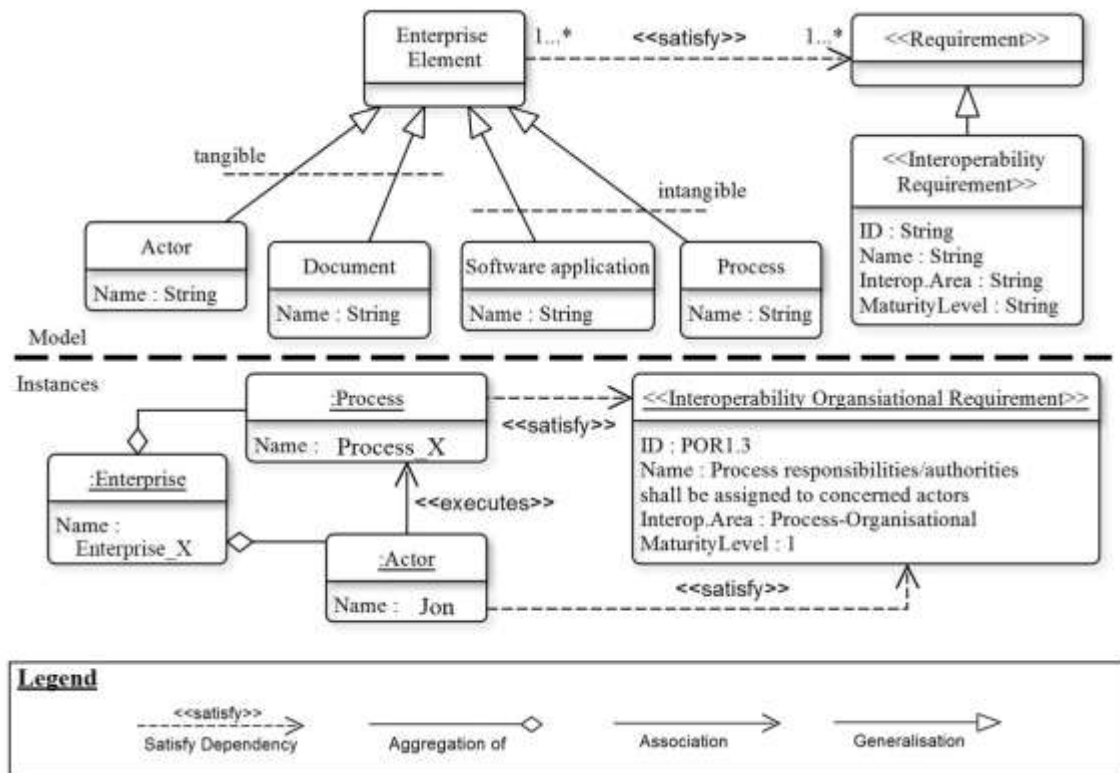 Enterprise
Element
1...*
<<satisfy>>
1...*
<<Requirement>>
tangible
intangible
<<Interoperability
Requirement>>
ID : String
Name : String
Interop.Area : String
MaturityLevel : String
Actor
Name : String
Document
Name : String
Software application
Name : String
Process
Name : String
Model
Instances
:Process
Name : Process_X
<<satisfy>>
<<Interoperability Organsiational Requirement>>
ID : POR1.3
Name : Process responsibilities/authorities
shall be assigned to concerned actors
Interop.Area : Process-Organisational
MaturityLevel : 1
:Enterprise
Name :
Enterprise_X
<<executes>>
:Actor
Name : Jon
<<satisfy>>
Legend
<<satisfy>>
Satisfy Dependency
Aggregation of
Association
Generalisation